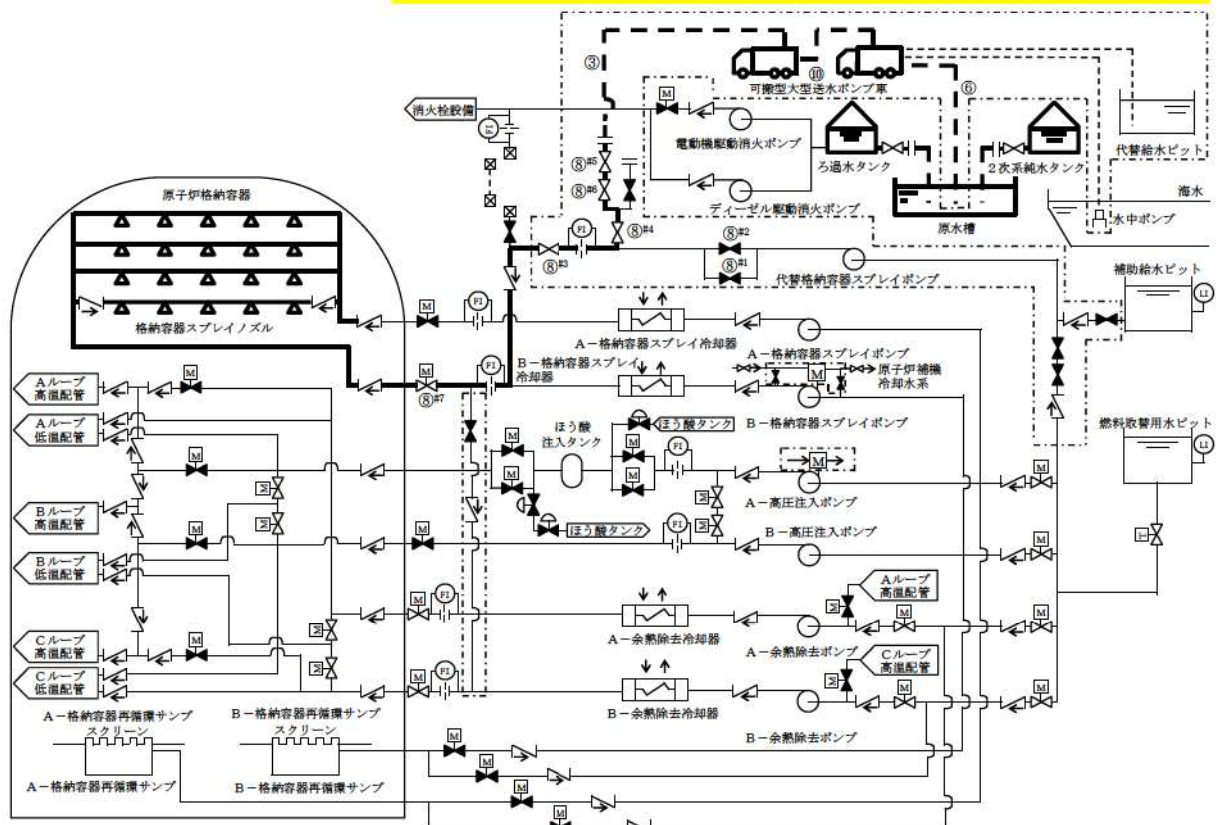 ③
⑩
⑥
可搬型大型送水ポンプ車
M
消火栓設備
FI
電動機駆動消火ポンプ
ろ過水タンク
2次系純水タンク
代替給水ピット
⑧#5
⑧#6
ディーゼル駆動消火ポンプ
原水槽
海水
水中ポンプ
原子炉格納容器
FI
⑧#4
⑧#2
⑧#3
⑧#1
代替格納容器スプレイポンプ
補助給水ピット
LI
格納容器スプレイノズル
M
FI
A-格納容器スプレイ冷却器
A-格納容器スプレイポンプ
FI
B-格納容器スプレイ
冷却器
M
原子炉補機
冷却水系
⑧#7
B-格納容器スプレイポンプ
Aループ
高温配管
M
Aループ
低温配管
ほう酸
注入タンク
ほう酸タンク
燃料取替用水ピット
LI
M
M
M
M
FI
M
M
A-高圧注入ポンプ
M
M
M
M
Bループ
高温配管
M
M
ほう酸タンク
FI
M
B-高圧注入ポンプ
M
T
Bループ
低温配管
Aループ
高温配管
M
M
FI
M
M
M
A-余熱除去冷却器
A-余熱除去ポンプ
Cループ
高温配管
M
M
Cループ
高温配管
Cループ
低温配管
M
FI
M
M
M
B-余熱除去冷却器
B-余熱除去ポンプ
A-格納容器再循環サンプ
スクリーン
B-格納容器再循環サンプ
スクリーン
M
M
A-格納容器再循環サンプ
B-格納容器再循環サンプ
M
M